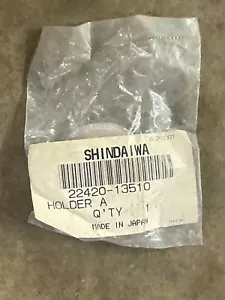 SHINDAIWA
22420-13510
HOLDER A
Q'TY 1
MADE IN JAPAN